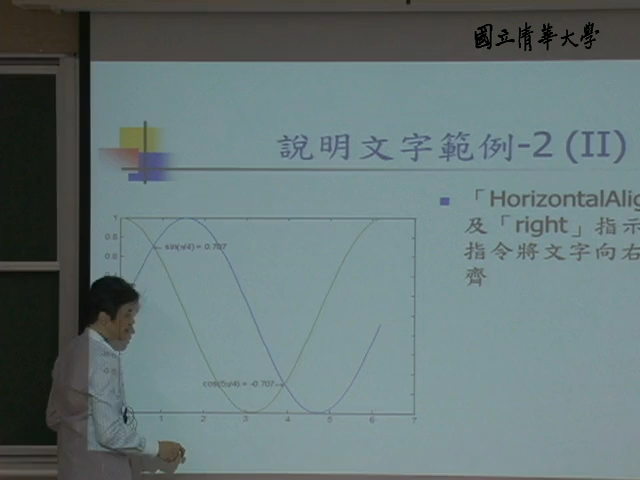 國立清華大學
說明文字範例-2 (II)
「HorizontalAlig
及「right」指示
指令將文字向右
齊
1
0.8
0.6
sin(π/4) = 0.707
cos(5π/4) = -0.707
1 2 3 4 5 6 7